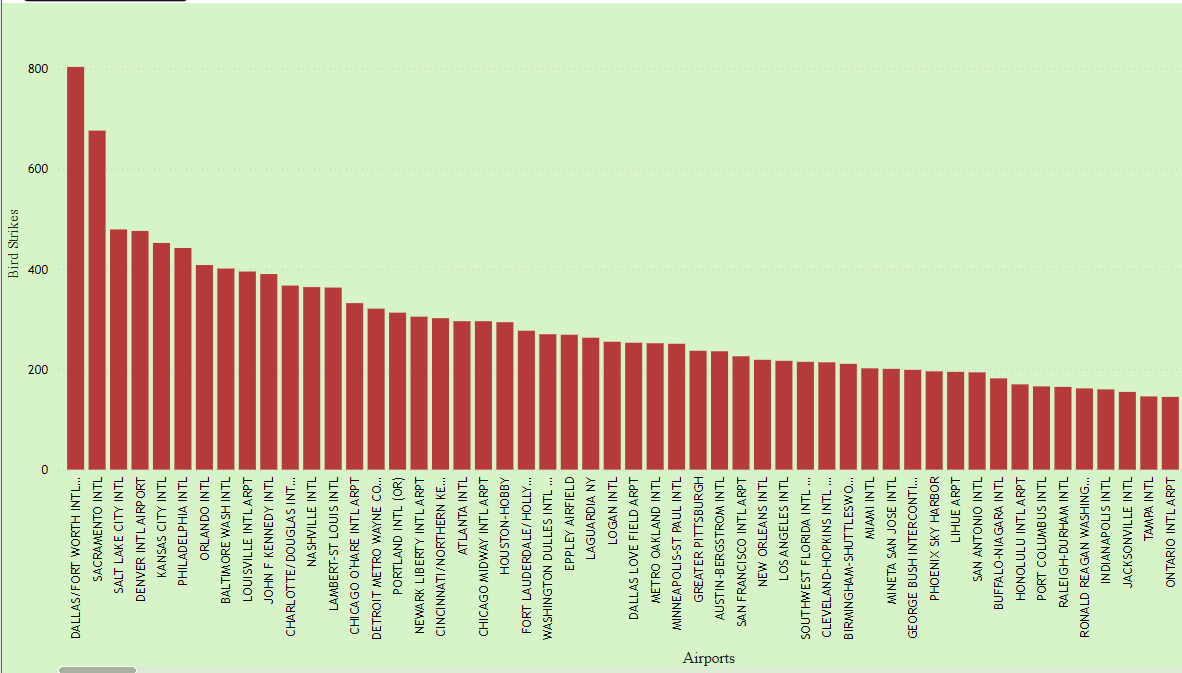 800
600
400
200
0
Bird Strikes
DALLAS/FORT WORTH INTL...
SACRAMENTO INTL
SALT LAKE CITY INTL
DENVER INTL AIRPORT
KANSAS CITY INTL
PHILADELPHIA INTL
ORLANDO INTL
BALTIMORE WASH INTL
LOUISVILLE INTL ARPT
JOHN F KENNEDY INTL
CHARLOTTE/DOUGLAS INT...
NASHVILLE INTL
LAMBERT-ST LOUIS INTL
CHICAGO O'HARE INTL ARPT
DETROIT METRO WAYNE CO...
PORTLAND INTL (OR)
NEWARK LIBERTY INTL ARPT
CINCINNATI/NORTHERN KE...
ATLANTA INTL
CHICAGO MIDWAY INTL ARPT
HOUSTON-HOBBY
FORT LAUDERDALE/HOLLY...
WASHINGTON DULLES INTL ...
EPPLEY AIRFIELD
LAGUARDIA NY
LOGAN INTL
DALLAS LOVE FIELD ARPT
METRO OAKLAND INTL
MINNEAPOLIS-ST PAUL INTL
GREATER PITTSBURGH
AUSTIN-BERGSTROM INTL
SAN FRANCISCO INTL ARPT
NEW ORLEANS INTL
LOS ANGELES INTL
SOUTHWEST FLORIDA INTL ...
CLEVELAND-HOPKINS INTL ...
BIRMINGHAM-SHUTTLESWO...
MIAMI INTL
MINETA SAN JOSE INTL
GEORGE BUSH INTERCONTI...
PHOENIX SKY HARBOR
LIHUE ARPT
SAN ANTONIO INTL
BUFFALO-NIAGARA INTL
HONOLULU INTL ARPT
PORT COLUMBUS INTL
RALEIGH-DURHAM INTL
RONALD REAGAN WASHING...
INDIANAPOLIS INTL
JACKSONVILLE INTL
TAMPA INTL
ONTARIO INTL ARPT
Airports